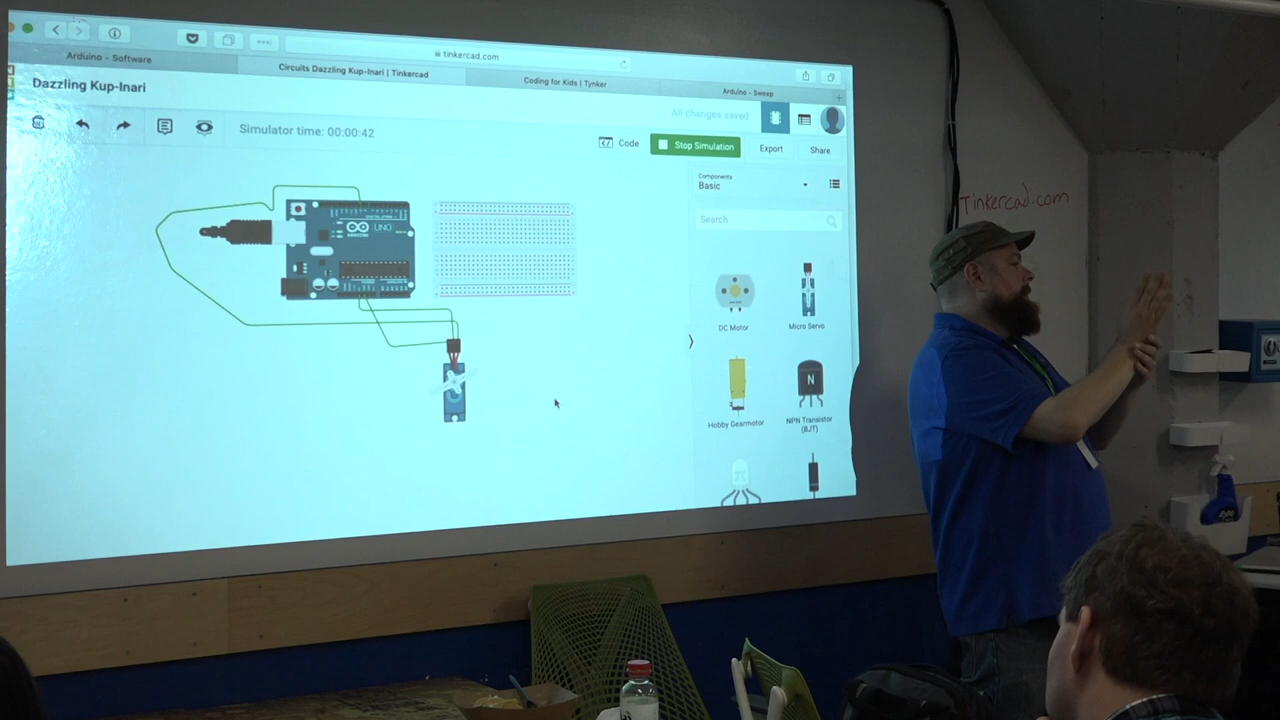 tinkercad.com
Arduino - Software
Circuits Dazzling Kup-Inari | Tinkercad
Coding for Kids | Tynker
Arduino - Sweep
Dazzling Kup-Inari
All changes saved
Simulator time: 00:00:42
Code
Stop Simulation
Export
Share
Components
Basic
Search
UNO
DC Motor
Micro Servo
N
Hobby Gearmotor
NPN Transistor
(BJT)
Tinkercad.com